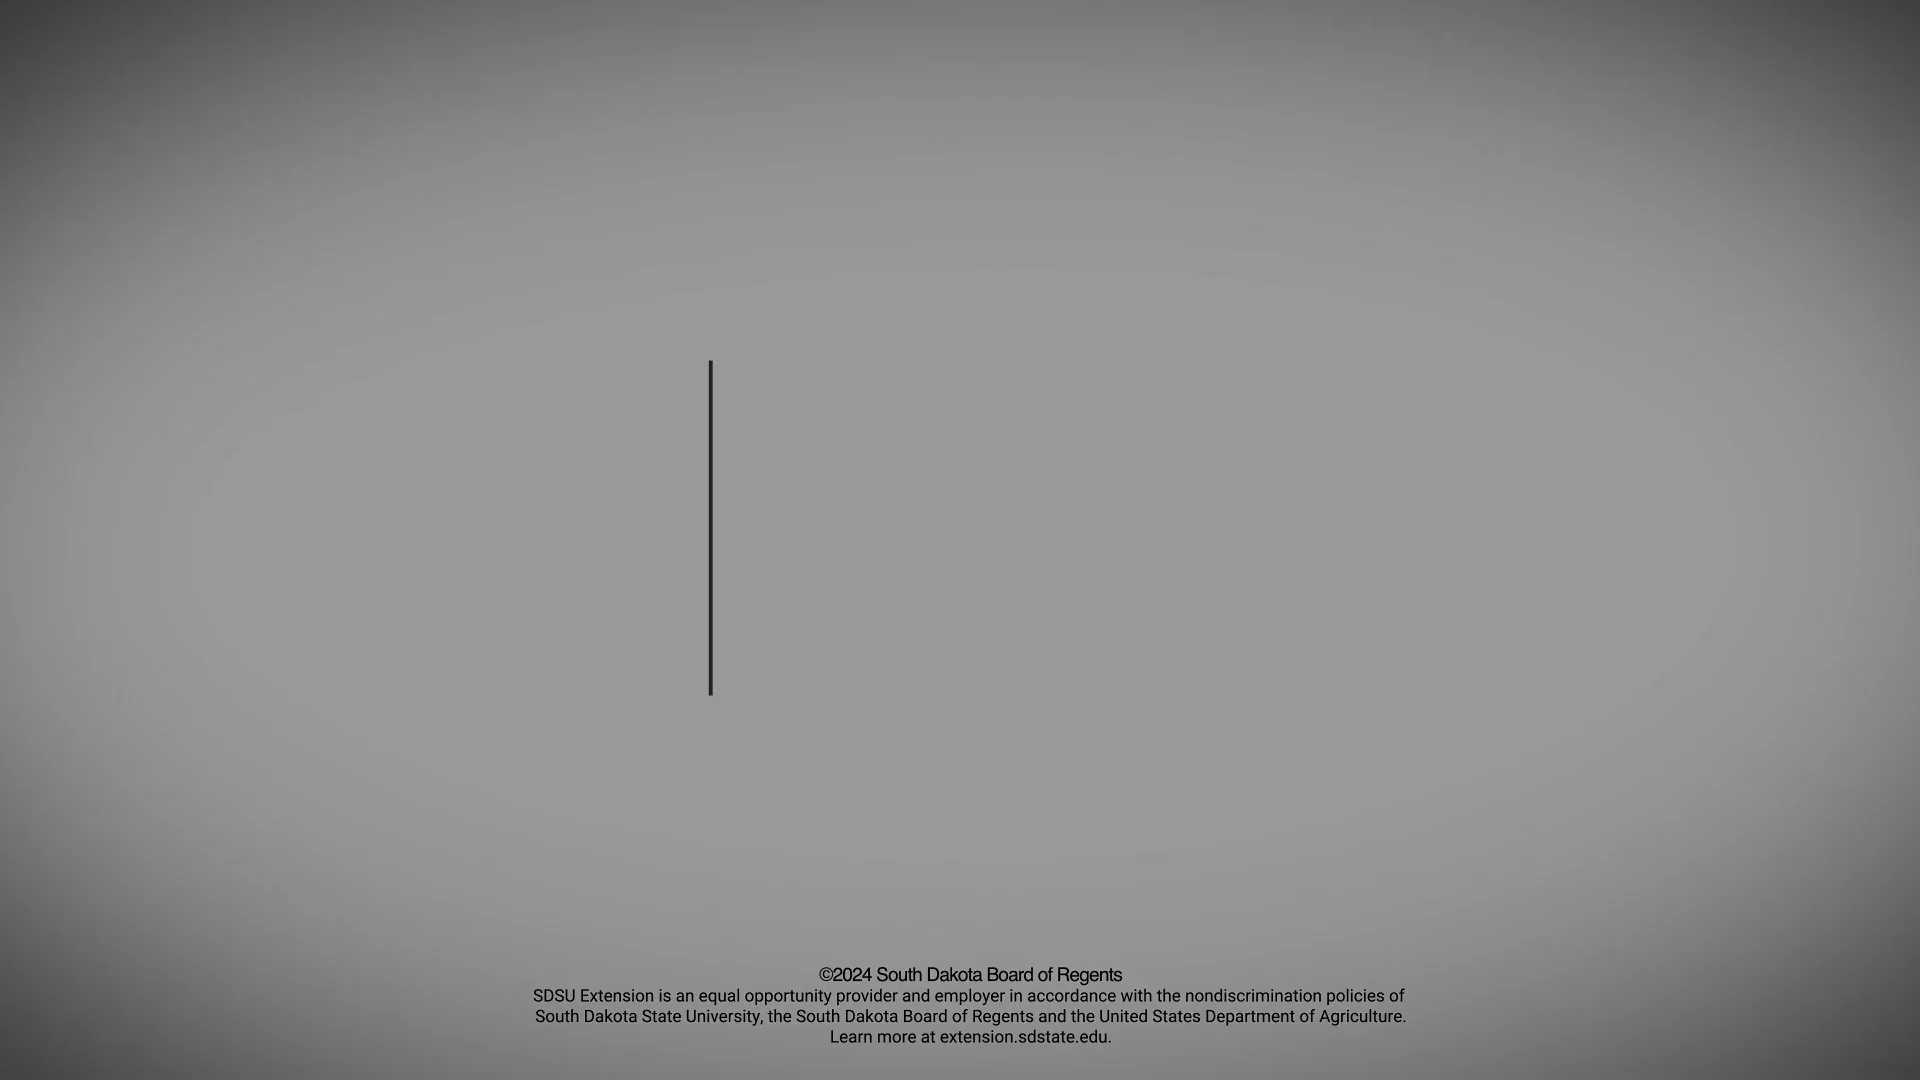 ©2024 South Dakota Board of Regents
SDSU Extension is an equal opportunity provider and employer in accordance with the nondiscrimination policies of
South Dakota State University, the South Dakota Board of Regents and the United States Department of Agriculture.
Learn more at extension.sdstate.edu.